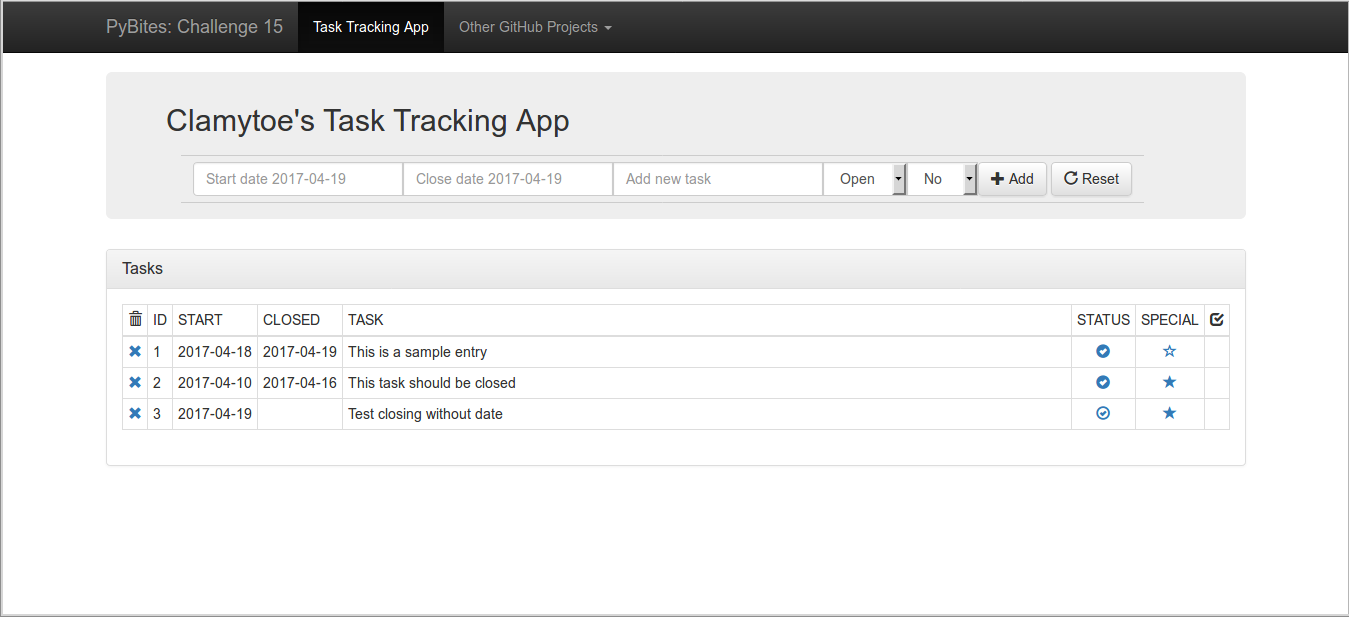 PyBites: Challenge 15 Task Tracking App Other GitHub Projects
Clamytoe's Task Tracking App
Start date 2017-04-19 Close date 2017-04-19 Add new task Open No Add Reset
Tasks
ID START CLOSED TASK STATUS SPECIAL
1 2017-04-18 2017-04-19 This is a sample entry
2 2017-04-10 2017-04-16 This task should be closed
3 2017-04-19 Test closing without date